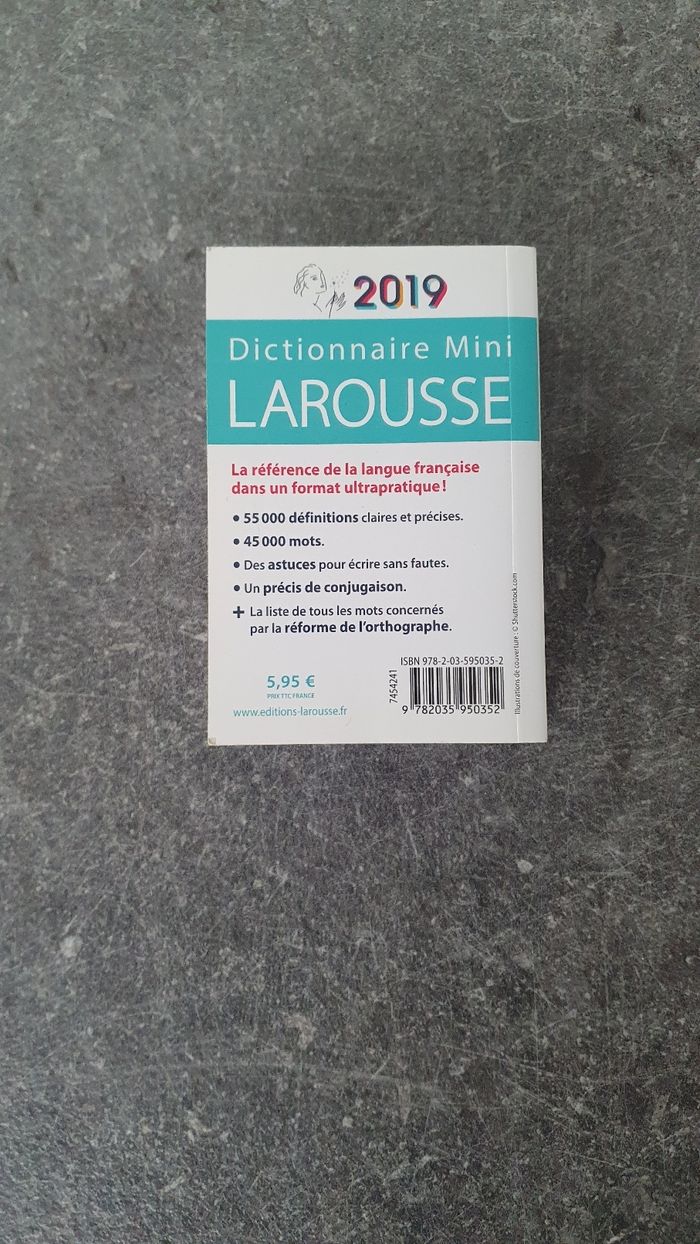 2019
Dictionnaire Mini
LAROUSSE
La référence de la langue française
dans un format ultrapratique !
• 55 000 définitions claires et précises.
• 45 000 mots.
• Des astuces pour écrire sans fautes.
• Un précis de conjugaison.
+ La liste de tous les mots concernés
par la réforme de l'orthographe.
5,95 €
PRIX TTC FRANCE
www.editions-larousse.fr
7454241
ISBN 978-2-03-595035-2
9 782035 950352
Illustrations de couverture : © Shutterstock.com